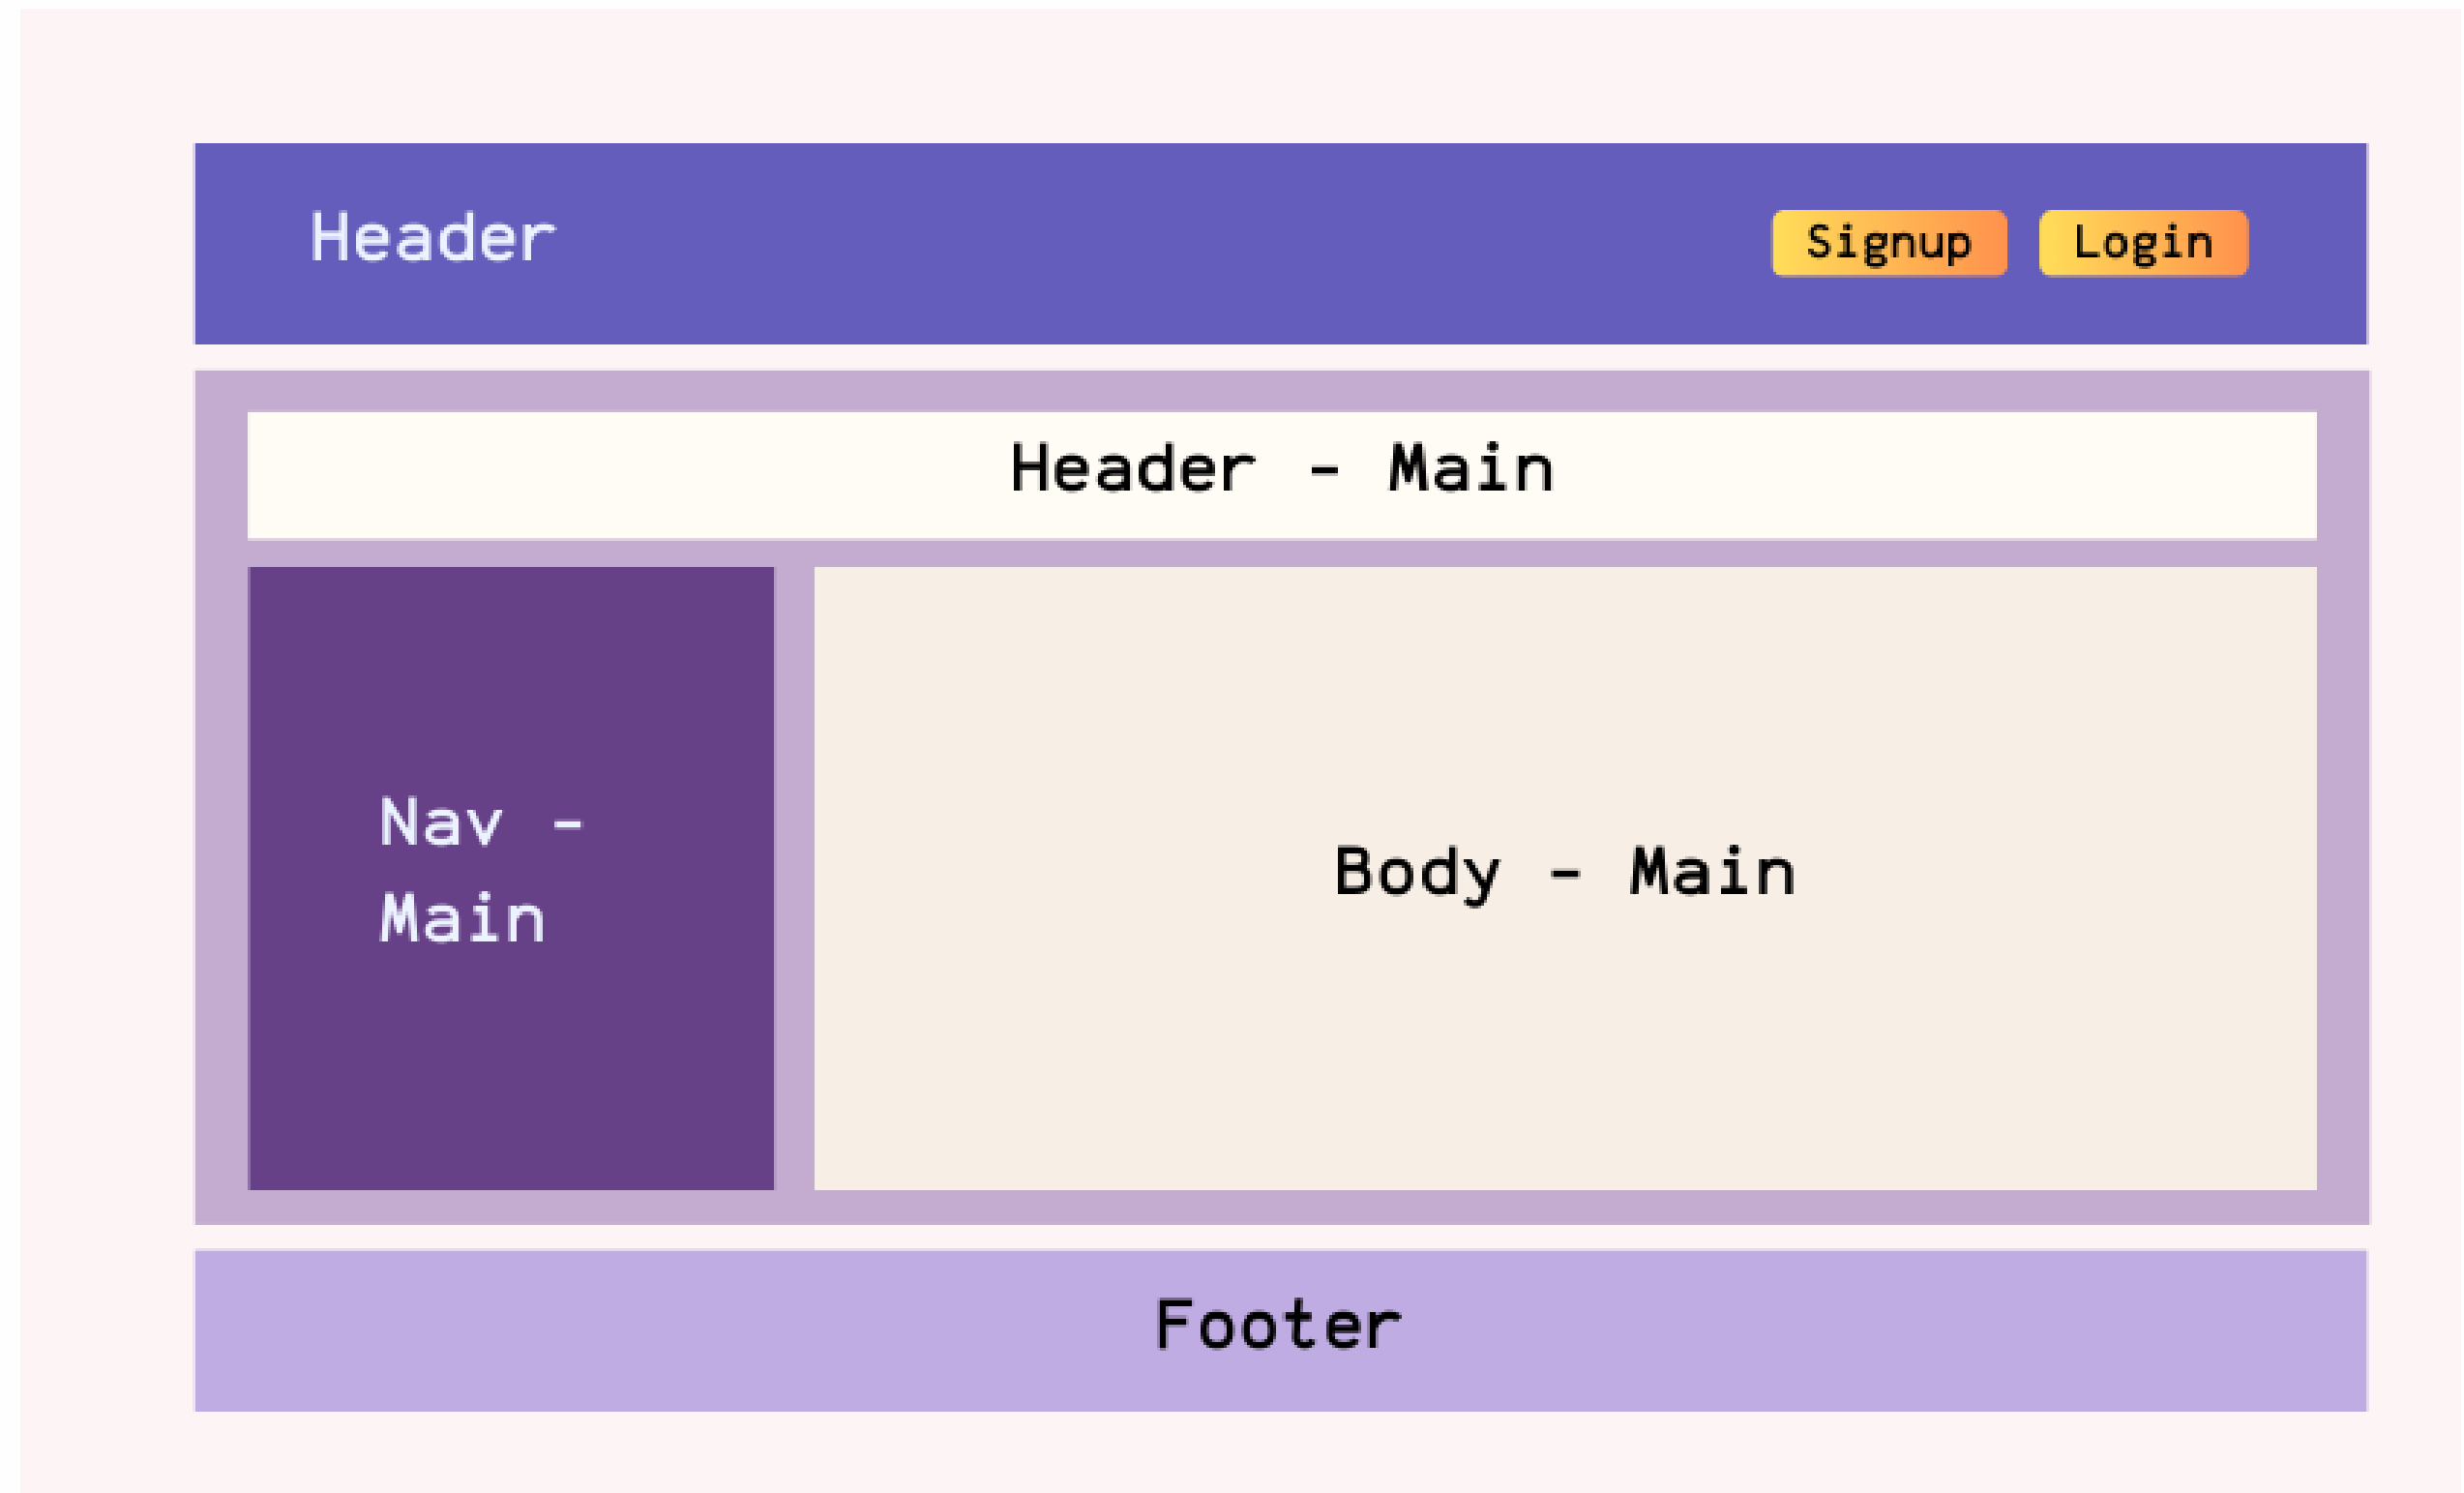 Header
Signup
Login
Header - Main
Nav -
Main
Body - Main
Footer